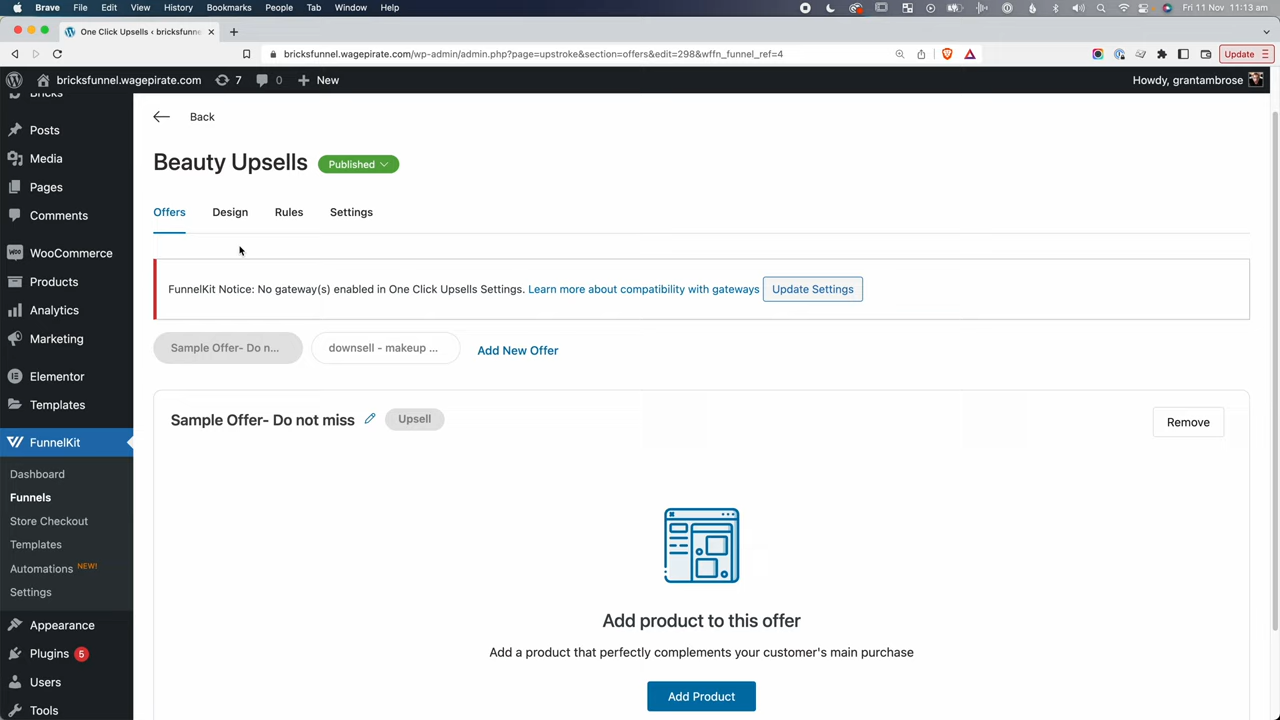 Brave File Edit View History Bookmarks People Tab Window Help Fri 11 Nov 11:13 am
One Click Upsells ‹ bricksfunn
bricksfunnel.wagepirate.com/wp-admin/admin.php?page=upstroke&section=offers&edit=298&wffn_funnel_ref=4 Update
bricksfunnel.wagepirate.com 7 0 New Howdy, grantambrose
Bricks
Posts
Media
Pages
Comments
WooCommerce
Products
Analytics
Marketing
Elementor
Templates
FunnelKit
Dashboard
Funnels
Store Checkout
Templates
Automations NEW!
Settings
Appearance
Plugins 5
Users
Tools
Back
Beauty Upsells Published
Offers Design Rules Settings
FunnelKit Notice: No gateway(s) enabled in One Click Upsells Settings. Learn more about compatibility with gateways Update Settings
Sample Offer- Do n... downsell - makeup ... Add New Offer
Sample Offer- Do not miss Upsell Remove
Add product to this offer
Add a product that perfectly complements your customer's main purchase
Add Product